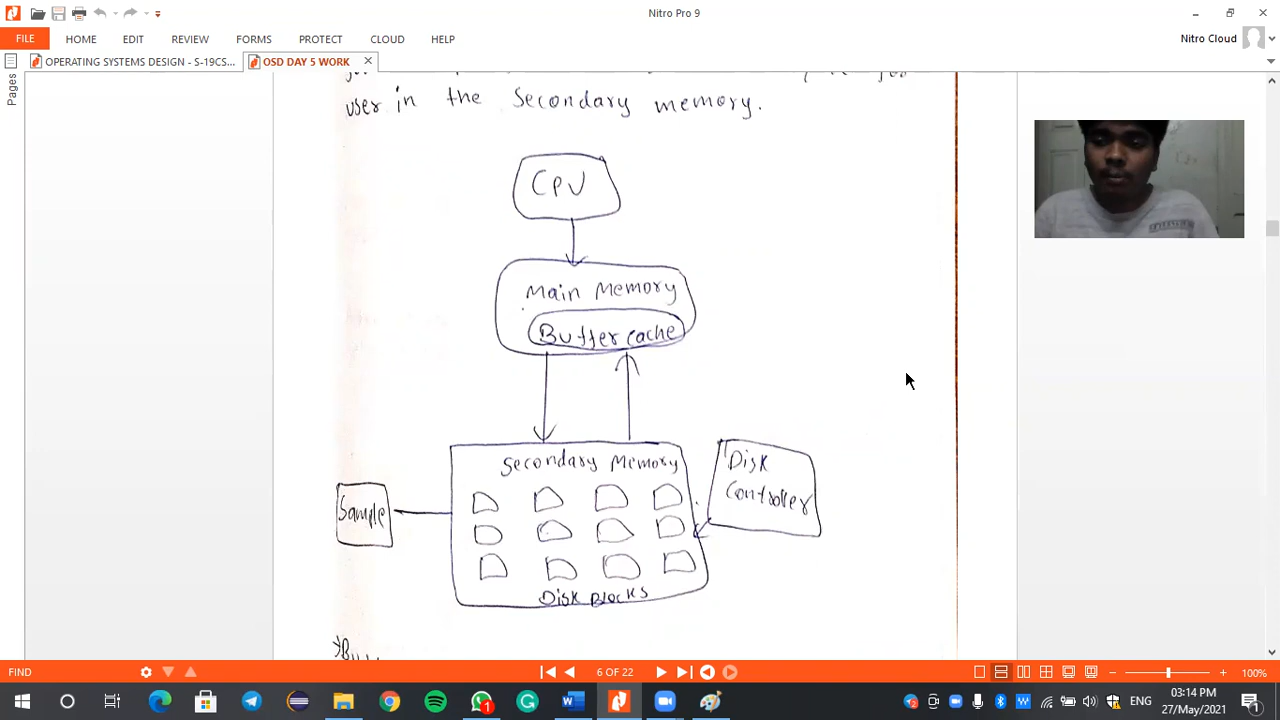 Nitro Pro 9
FILE HOME EDIT REVIEW FORMS PROTECT CLOUD HELP
Nitro Cloud
OPERATING SYSTEMS DESIGN - S-19CS...
OSD DAY 5 WORK
Pages
user in the secondary memory.
CPU
Main Memory
Buffer cache
Secondary Memory
Disk
Controller
Sample
Disk Blocks
FIND
6 OF 22
100%
ENG
03:14 PM
27/May/2021